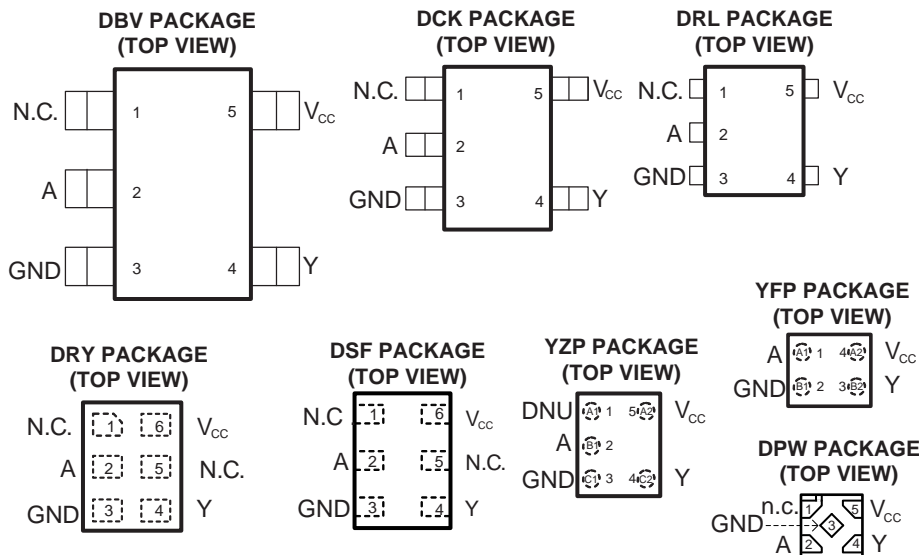 DBV PACKAGE
(TOP VIEW)
N.C. 1 5 VCC
A 2
GND 3 4 Y
DCK PACKAGE
(TOP VIEW)
N.C. 1 5 VCC
A 2
GND 3 4 Y
DRL PACKAGE
(TOP VIEW)
N.C. 1 5 VCC
A 2
GND 3 4 Y
DRY PACKAGE
(TOP VIEW)
N.C. 1 6 VCC
A 2 5 N.C.
GND 3 4 Y
DSF PACKAGE
(TOP VIEW)
N.C 1 6 VCC
A 2 5 N.C.
GND 3 4 Y
YZP PACKAGE
(TOP VIEW)
DNU A1 1 5 A2 VCC
A B1 2
GND C1 3 4 C2 Y
YFP PACKAGE
(TOP VIEW)
A A1 1 4 A2 VCC
GND B1 2 3 B2 Y
DPW PACKAGE
(TOP VIEW)
n.c. 1 5 VCC
GND 3
A 2 4 Y